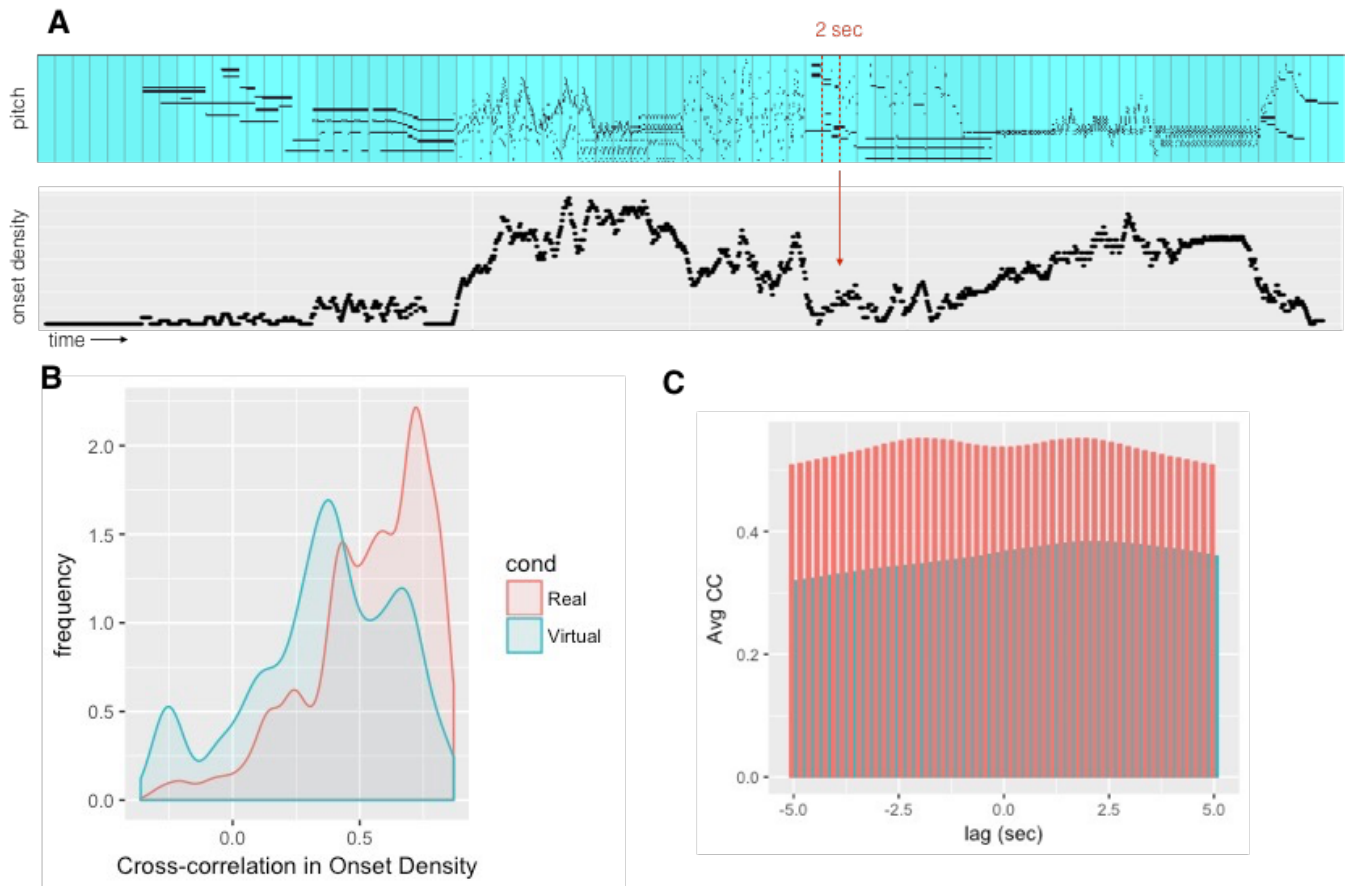 A
2 sec
pitch
onset density
time
B
2.0
1.5
1.0
0.5
0.0
frequency
0.0
0.5
Cross-correlation in Onset Density
cond
Real
Virtual
C
0.4
0.2
0.0
Avg CC
-5.0
-2.5
0.0
2.5
5.0
lag (sec)